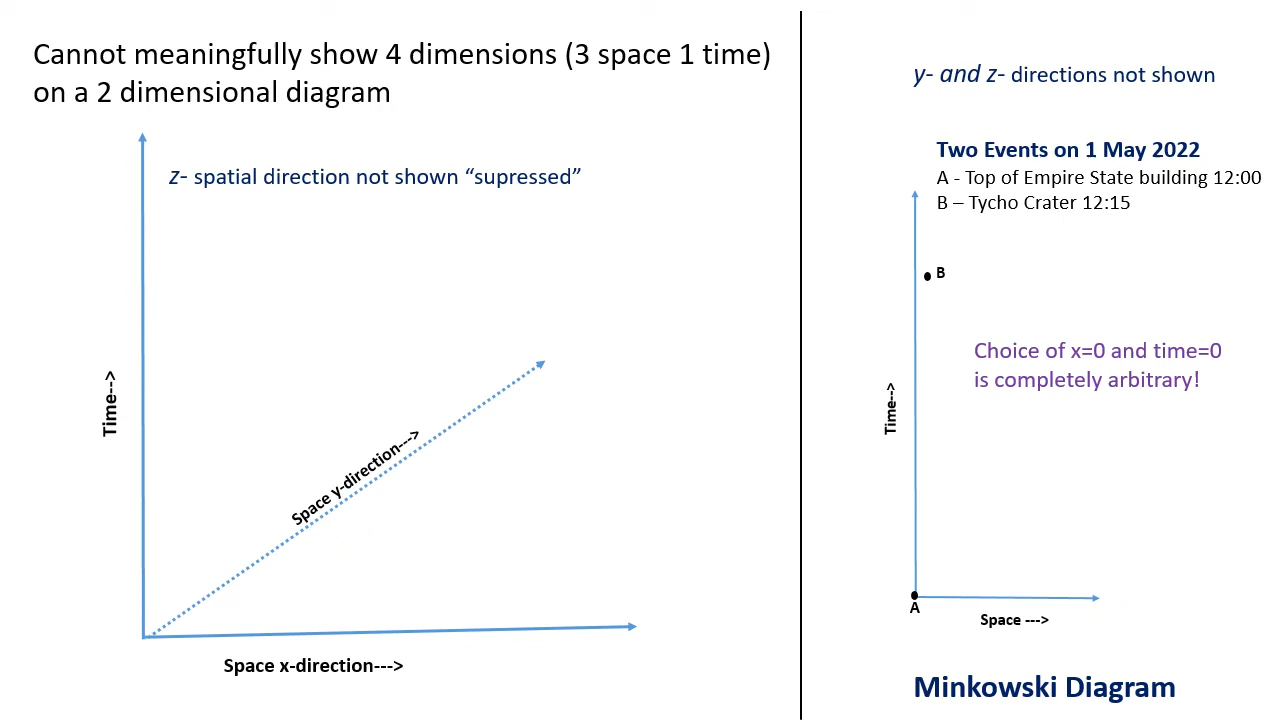 Cannot meaningfully show 4 dimensions (3 space 1 time)
on a 2 dimensional diagram
z- spatial direction not shown “supressed”
Time-->
Space y-direction--->
Space x-direction--->
y- and z- directions not shown
Two Events on 1 May 2022
A - Top of Empire State building 12:00
B – Tycho Crater 12:15
B
Choice of x=0 and time=0
is completely arbitrary!
Time-->
A
Space --->
Minkowski Diagram